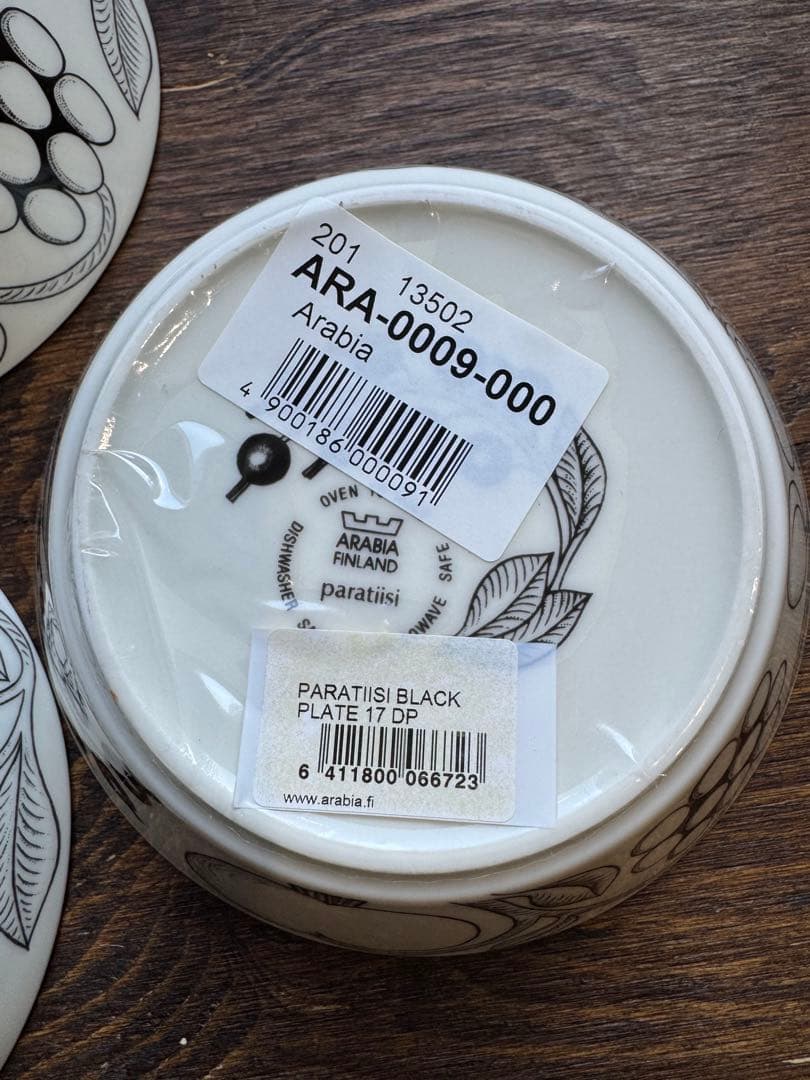 201 13502
ARA-0009-000
Arabia
4 900186 000091
OVEN
ARABIA
FINLAND
paratiisi
DISHWASHER
SAFE
PARATIISI BLACK
PLATE 17 DP
6 411800 066723
www.arabia.fi